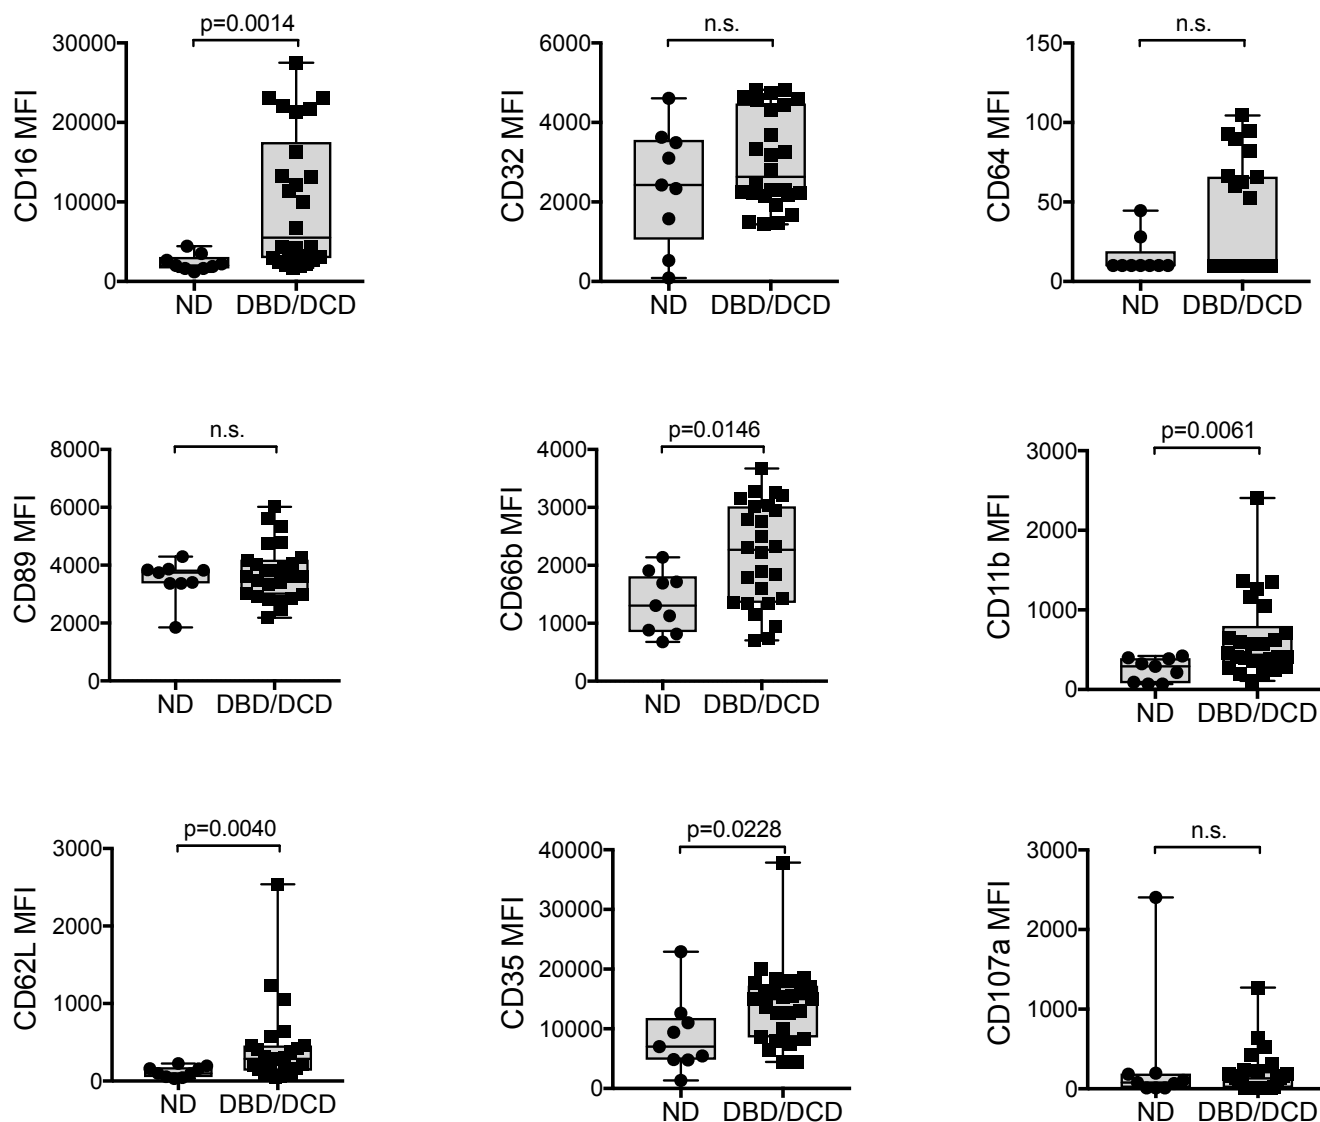 p=0.0014
CD16 MFI
30000
20000
10000
0
ND DBD/DCD
n.s.
CD32 MFI
6000
4000
2000
0
ND DBD/DCD
n.s.
CD64 MFI
150
100
50
0
ND DBD/DCD
n.s.
CD89 MFI
8000
6000
4000
2000
0
ND DBD/DCD
p=0.0146
CD66b MFI
4000
3000
2000
1000
0
ND DBD/DCD
p=0.0061
CD11b MFI
3000
2000
1000
0
ND DBD/DCD
p=0.0040
CD62L MFI
3000
2000
1000
0
ND DBD/DCD
p=0.0228
CD35 MFI
40000
30000
20000
10000
0
ND DBD/DCD
n.s.
CD107a MFI
3000
2000
1000
0
ND DBD/DCD